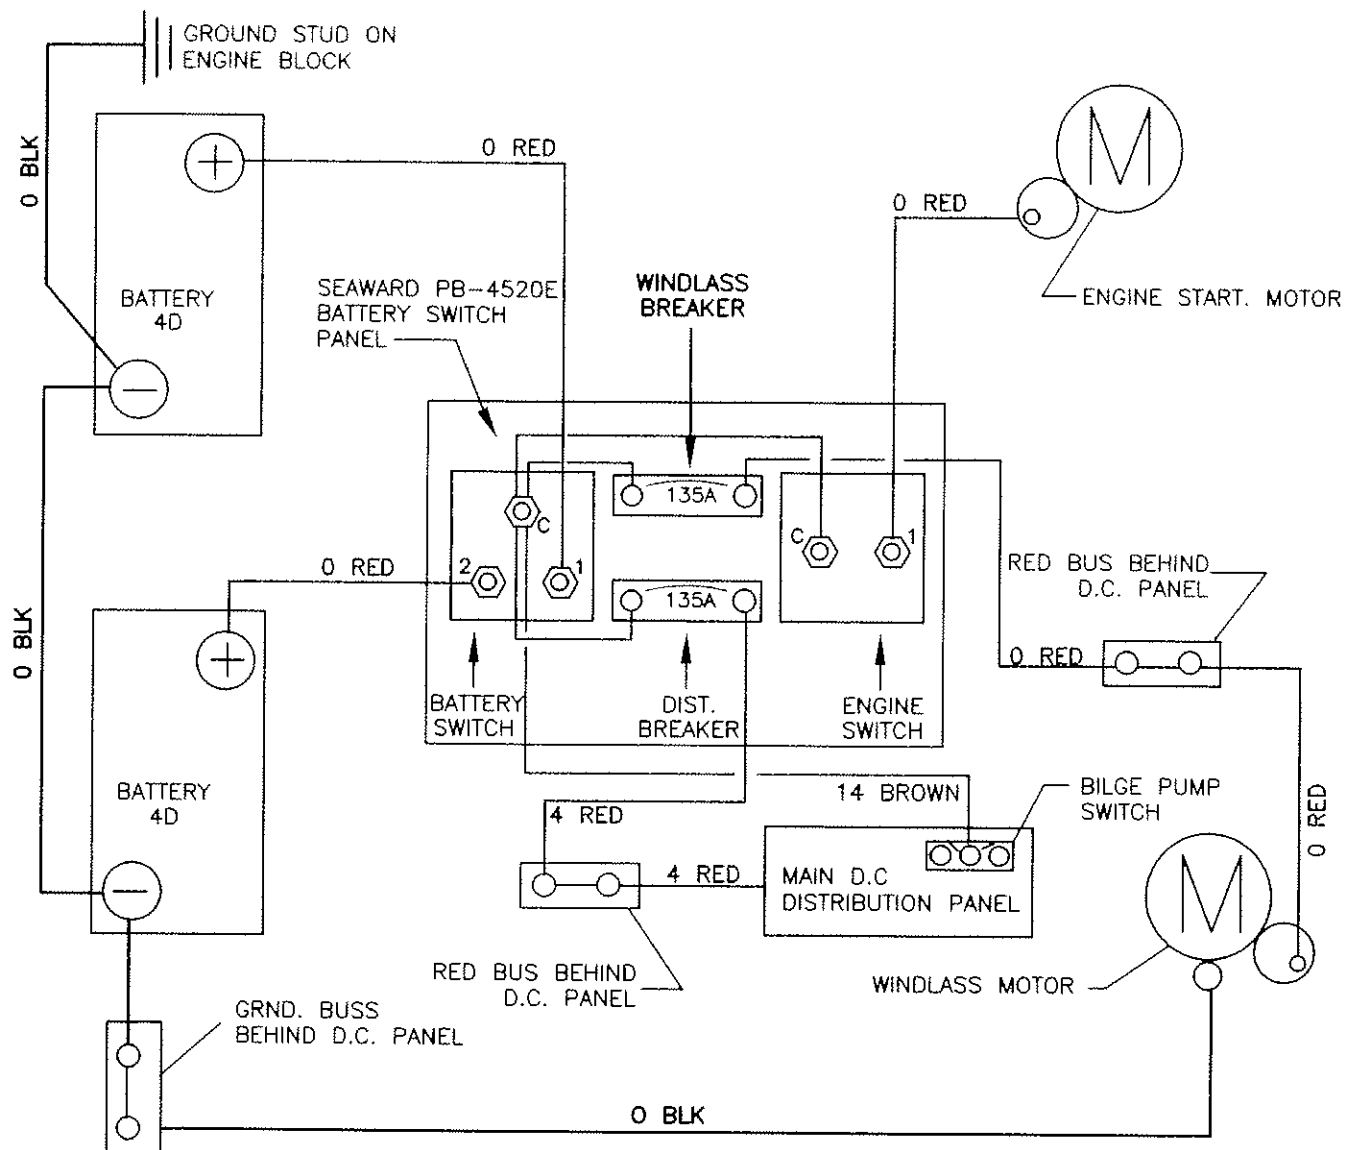 GROUND STUD ON
ENGINE BLOCK
0 BLK
+
0 RED
M
0 RED
BATTERY
4D
SEAWARD PB-4520E
BATTERY SWITCH
PANEL
WINDLASS
BREAKER
ENGINE START. MOTOR
−
135A
C
2
1
C
1
0 RED
135A
RED BUS BEHIND
D.C. PANEL
0 BLK
+
0 RED
BATTERY
SWITCH
DIST.
BREAKER
ENGINE
SWITCH
BATTERY
4D
14 BROWN
BILGE PUMP
SWITCH
4 RED
0 RED
4 RED
MAIN D.C
DISTRIBUTION PANEL
M
−
RED BUS BEHIND
D.C. PANEL
WINDLASS MOTOR
GRND. BUSS
BEHIND D.C. PANEL
0 BLK